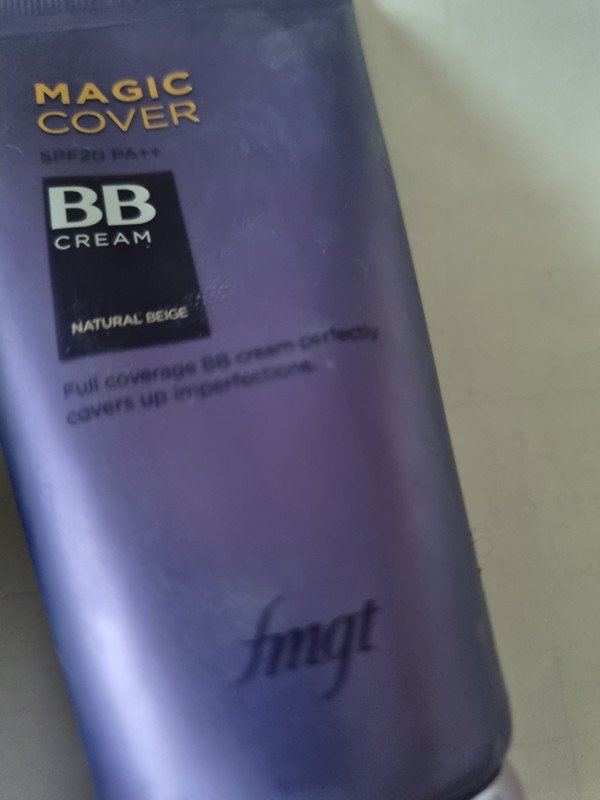 MAGIC
COVER
SPF20 PA++
BB
CREAM
NATURAL BEIGE
Full coverage BB cream perfectly
covers up imperfections.
fmgt